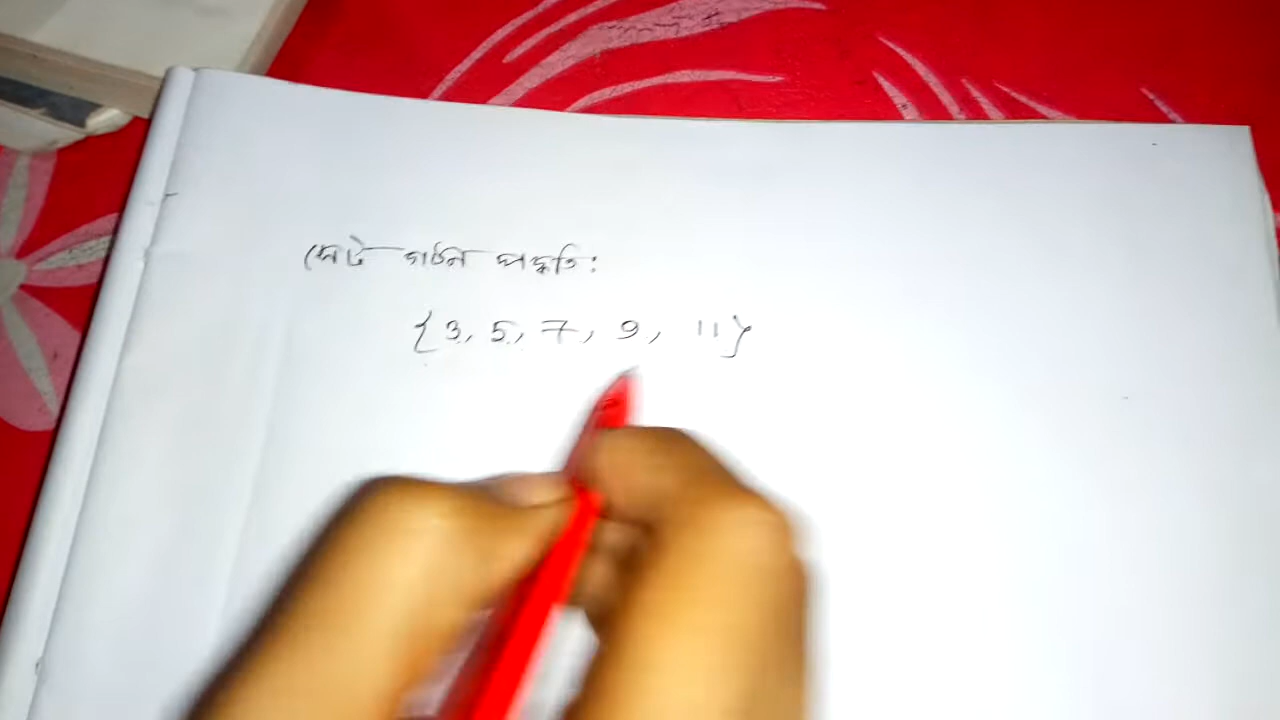 সেট গঠন পদ্ধতি:
{3, 5, 7, 9, 11}